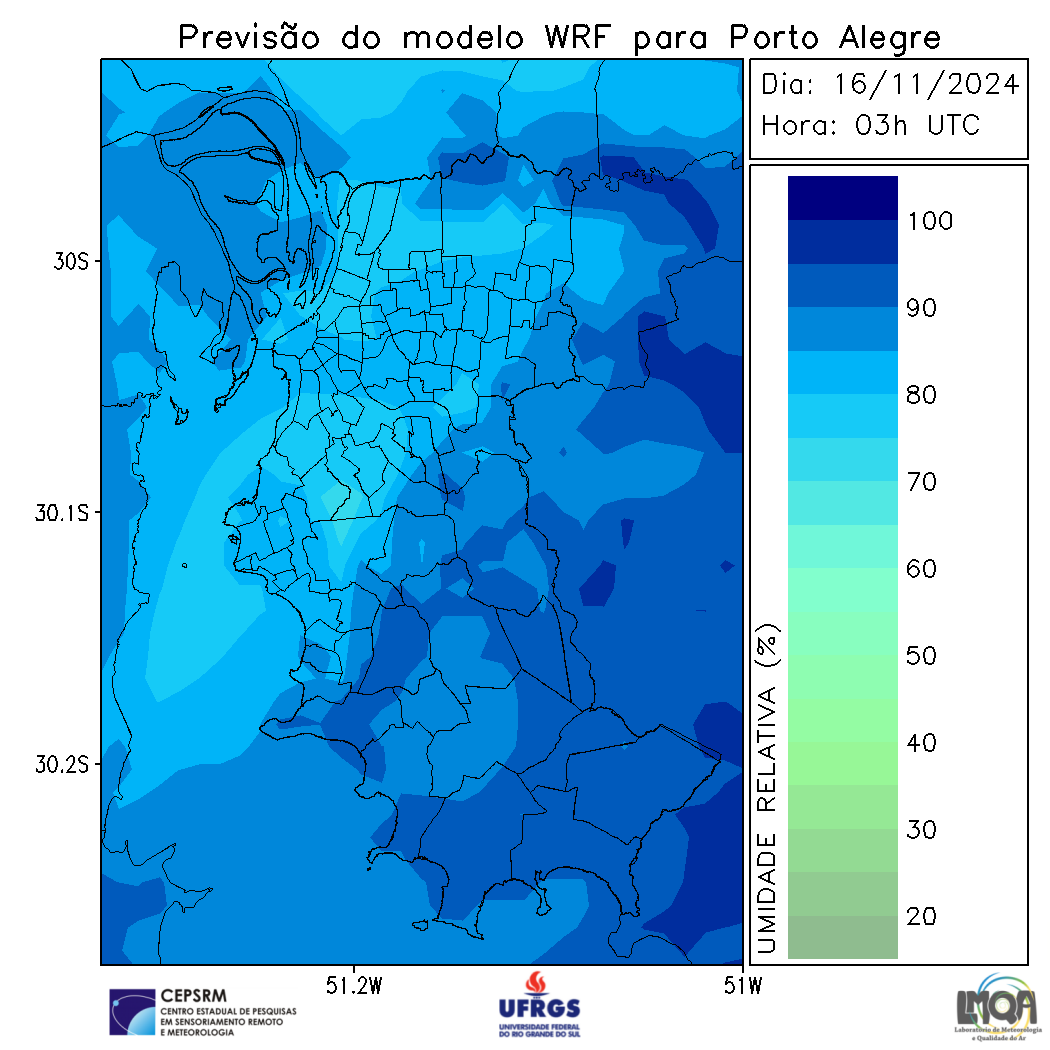 Previsão do modelo WRF para Porto Alegre
Dia: 16/11/2024
Hora: 03h UTC
30S
30.1S
30.2S
51.2W
51W
100
90
80
70
60
50
40
30
20
UMIDADE RELATIVA (%)
CEPSRM
CENTRO ESTADUAL DE PESQUISAS
EM SENSORIAMENTO REMOTO
E METEOROLOGIA
UFRGS
UNIVERSIDADE FEDERAL
DO RIO GRANDE DO SUL
LMQA
Laboratório de Meteorologia
e Qualidade do Ar